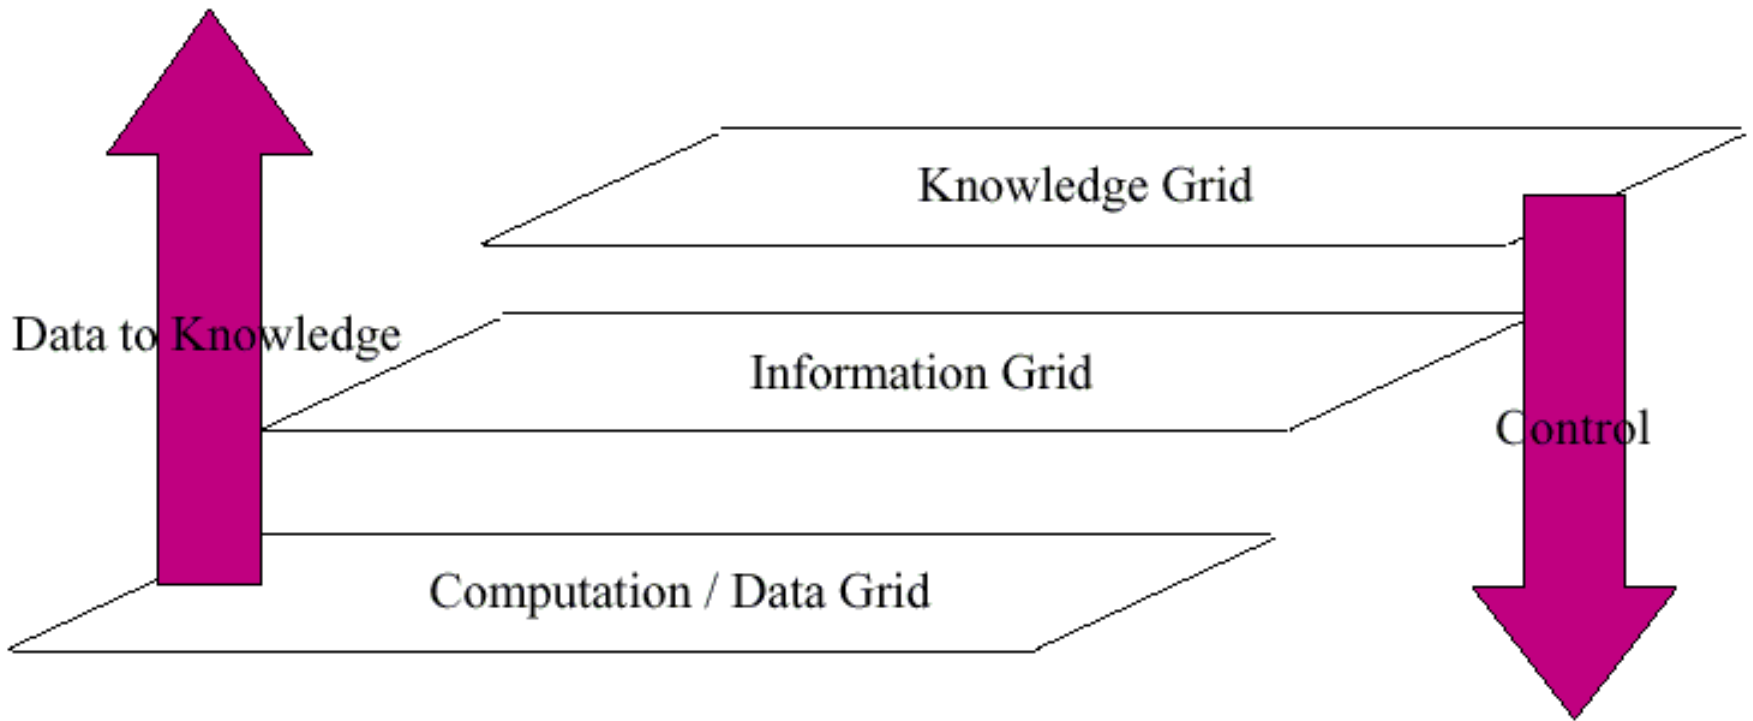 Knowledge Grid
Data to Knowledge
Information Grid
Control
Computation / Data Grid